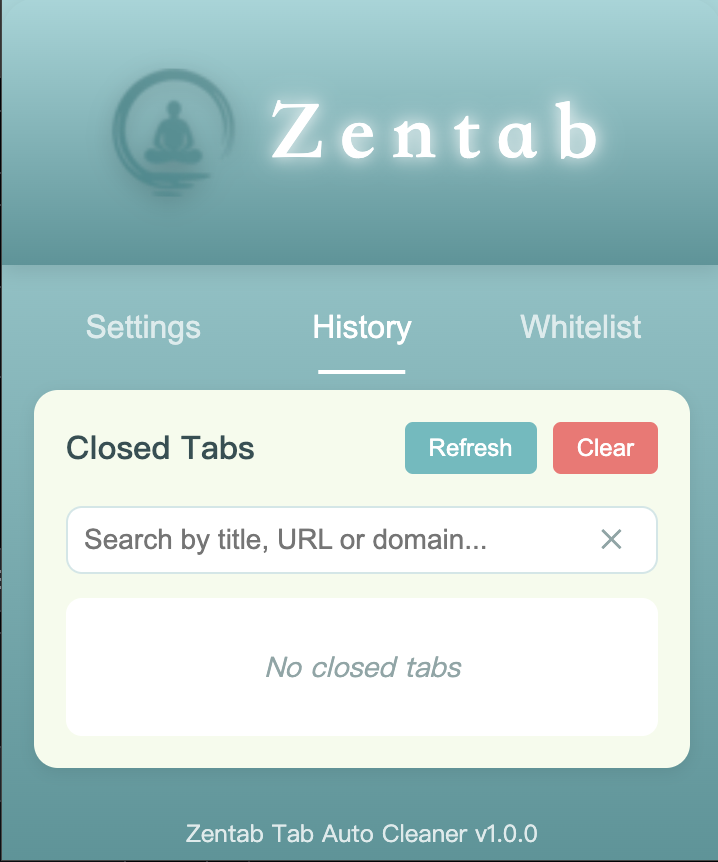 Zentab
Settings History Whitelist
Closed Tabs Refresh Clear
Search by title, URL or domain...
No closed tabs
Zentab Tab Auto Cleaner v1.0.0